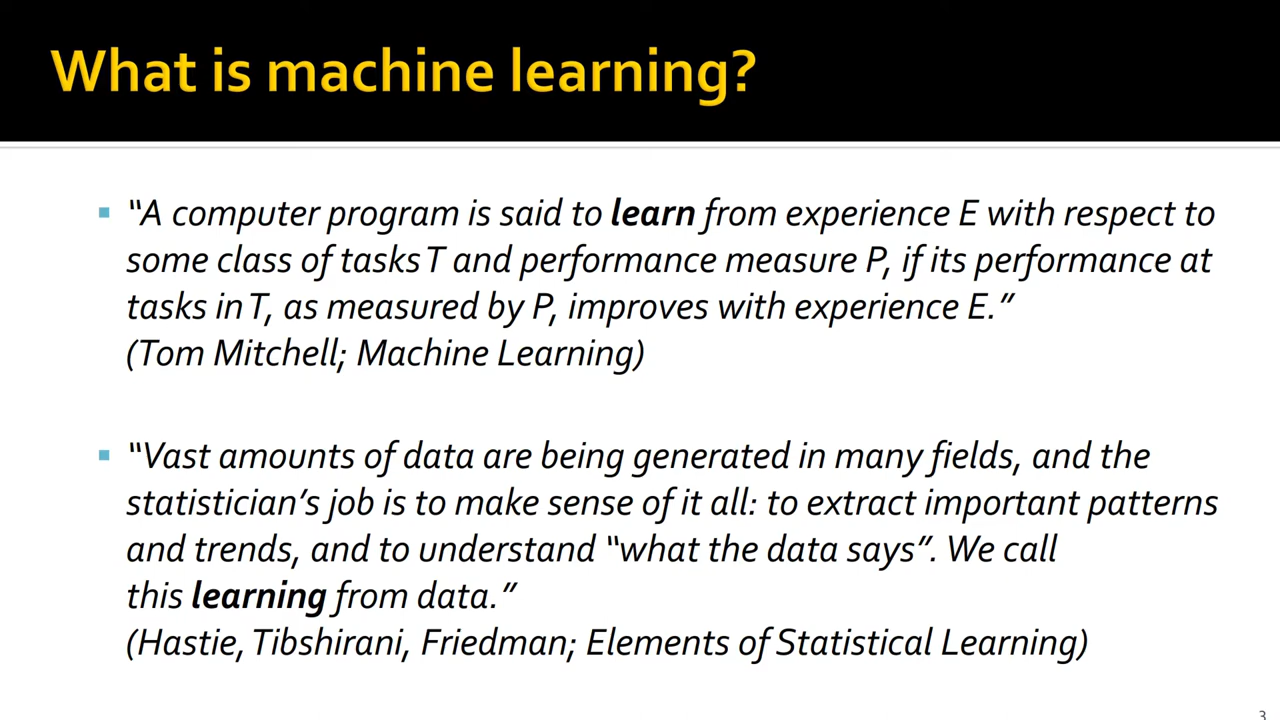 What is machine learning?
▪ “A computer program is said to learn from experience E with respect to
some class of tasks T and performance measure P, if its performance at
tasks in T, as measured by P, improves with experience E.”
(Tom Mitchell; Machine Learning)
▪ “Vast amounts of data are being generated in many fields, and the
statistician’s job is to make sense of it all: to extract important patterns
and trends, and to understand “what the data says”. We call
this learning from data.”
(Hastie, Tibshirani, Friedman; Elements of Statistical Learning)
3